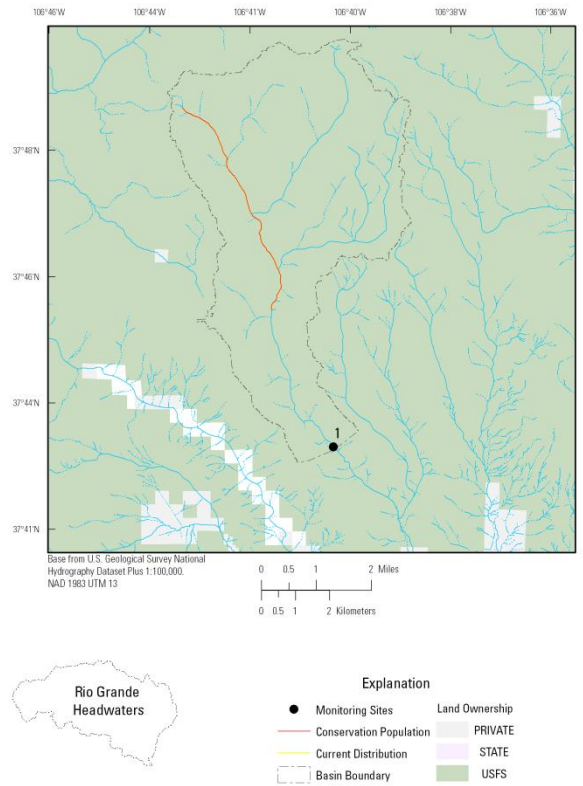 106°46'W 106°44'W 106°41'W 106°40'W 106°38'W 106°36'W
37°48'N
37°46'N
37°44'N
1
37°41'N
Base from U.S. Geological Survey National
Hydrography Dataset Plus 1:100,000.
NAD 1983 UTM 13
0 0.5 1 2 Miles
0 0.5 1 2 Kilometers
Rio Grande
Headwaters
Explanation
Monitoring Sites
Conservation Population
Current Distribution
Basin Boundary
Land Ownership
PRIVATE
STATE
USFS